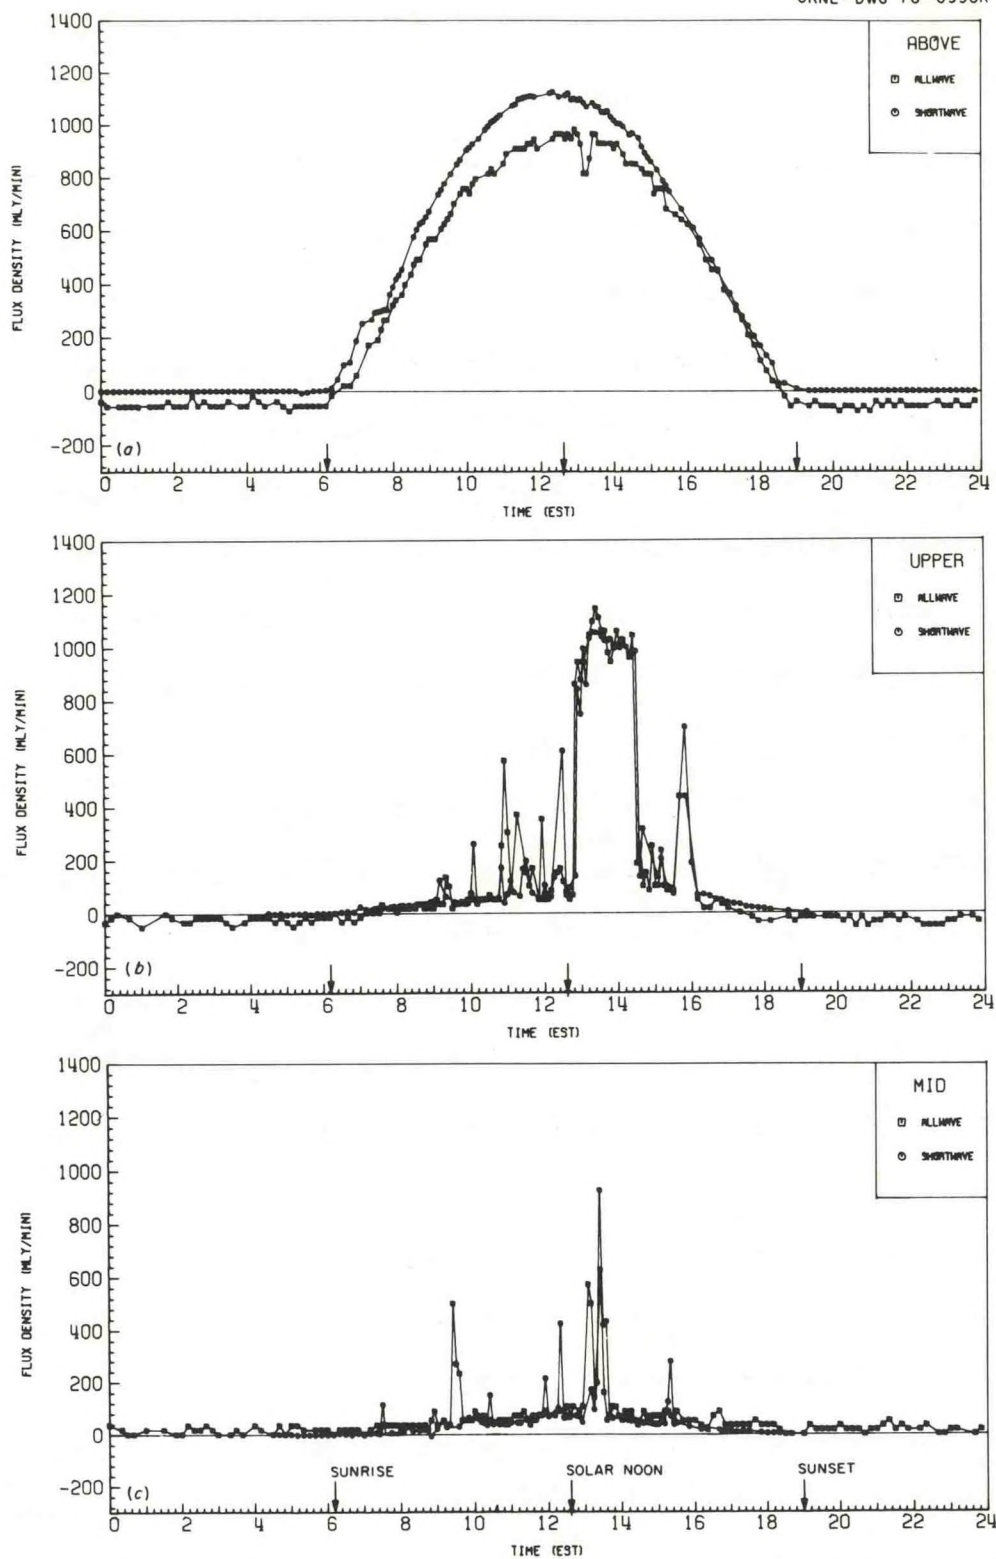 1400
1200
1000
800
600
400
200
0
-200
FLUX DENSITY (MLY/MIN)
ABOVE
ALLWAVE
SHORTWAVE
(a)
0 2 4 6 8 10 12 14 16 18 20 22 24
TIME (EST)
1400
1200
1000
800
600
400
200
0
-200
FLUX DENSITY (MLY/MIN)
UPPER
ALLWAVE
SHORTWAVE
(b)
0 2 4 6 8 10 12 14 16 18 20 22 24
TIME (EST)
1400
1200
1000
800
600
400
200
0
-200
FLUX DENSITY (MLY/MIN)
MID
ALLWAVE
SHORTWAVE
SUNRISE
SOLAR NOON
SUNSET
(c)
0 2 4 6 8 10 12 14 16 18 20 22 24
TIME (EST)